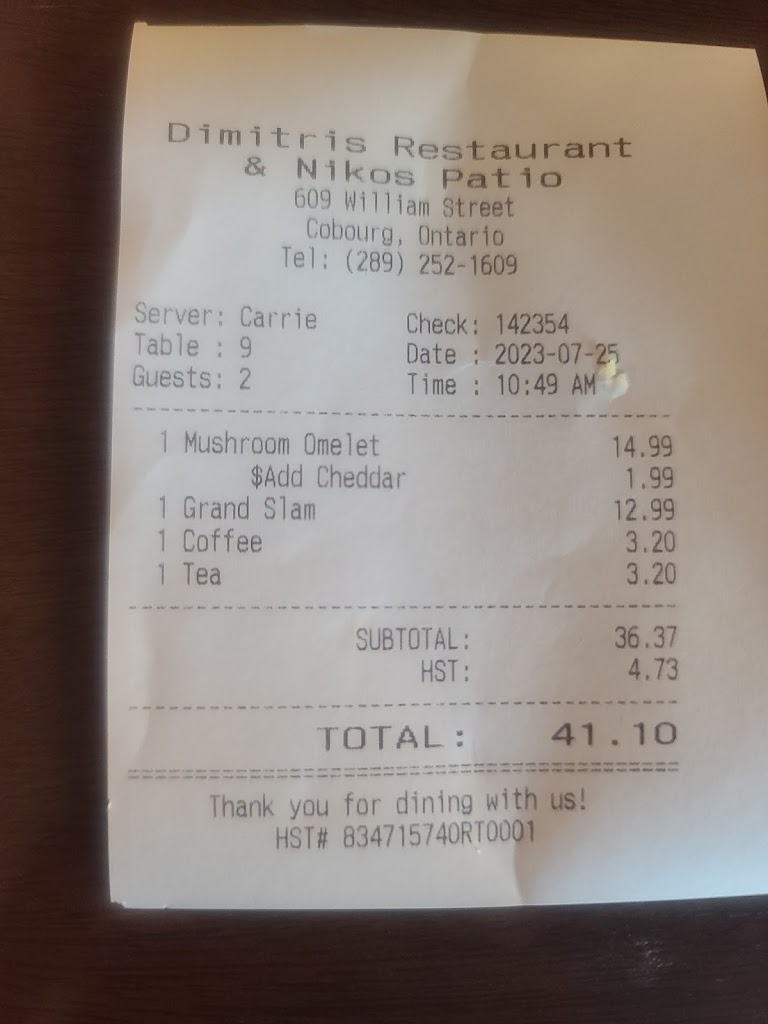 Dimitris Restaurant
& Nikos Patio
609 William Street
Cobourg, Ontario
Tel: (289) 252-1609
Server: Carrie Check: 142354
Table : 9 Date : 2023-07-25
Guests: 2 Time : 10:49 AM
1 Mushroom Omelet 14.99
$Add Cheddar 1.99
1 Grand Slam 12.99
1 Coffee 3.20
1 Tea 3.20
SUBTOTAL: 36.37
HST: 4.73
TOTAL: 41.10
Thank you for dining with us!
HST# 834715740RT0001